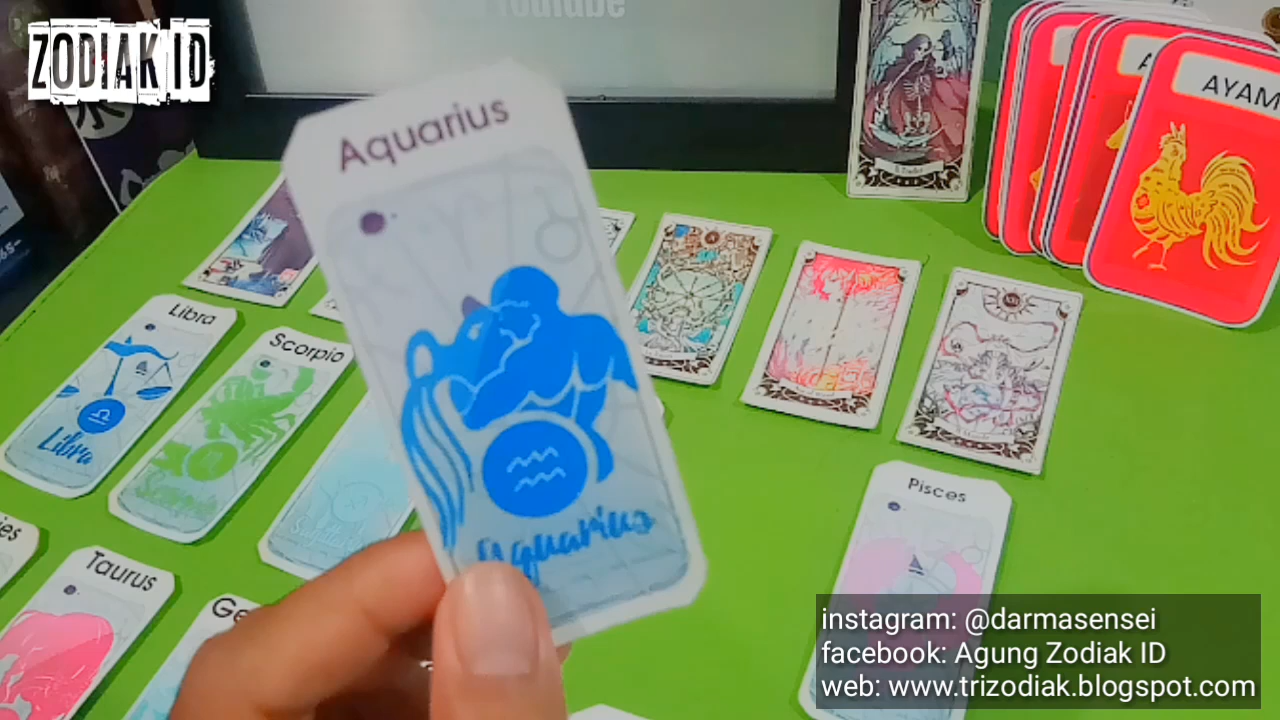 ZODIAK ID
YouTube
Aquarius
Aquarius
AYAM
Libra
Libra
Scorpio
Scorpio
Taurus
Pisces
instagram: @darmasensei
facebook: Agung Zodiak ID
web: www.trizodiak.blogspot.com